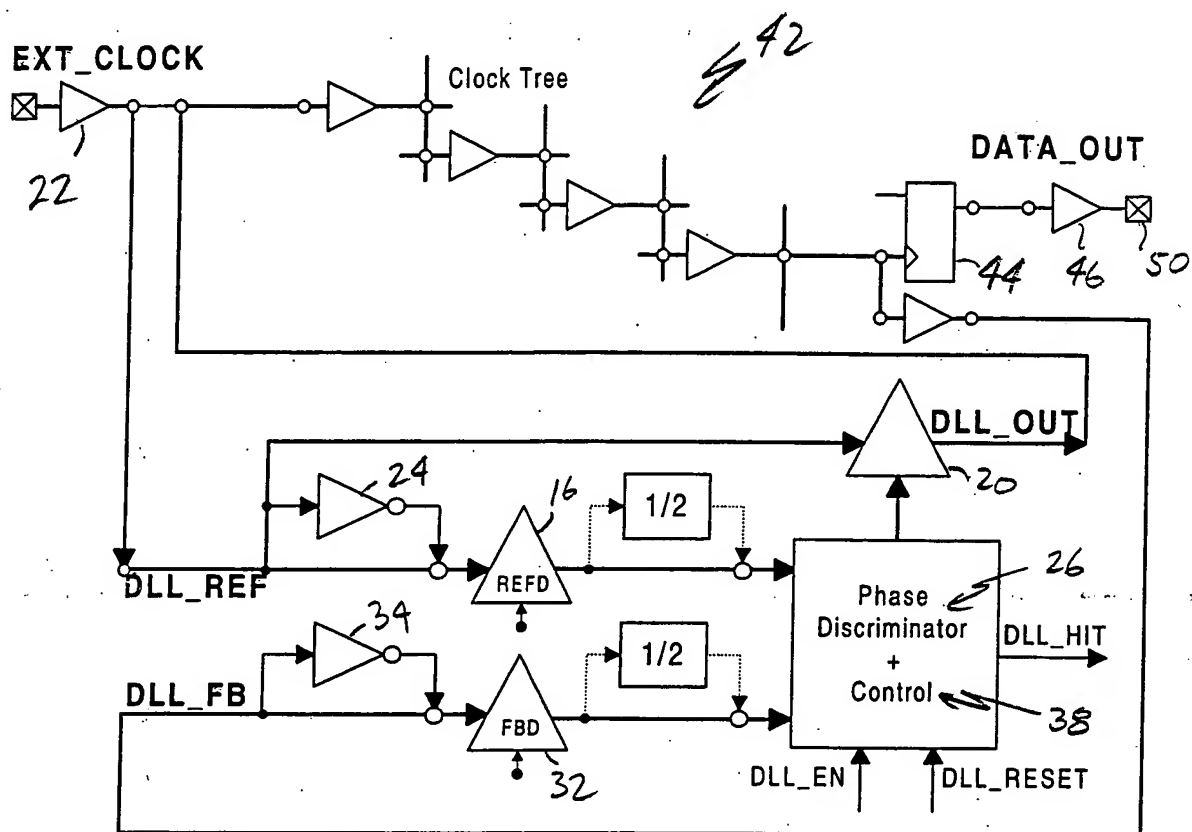 42
EXT_CLOCK
Clock Tree
DATA_OUT
22
44
46
50
DLL_OUT
20
24
16
1/2
REFD
DLL_REF
26
Phase
Discriminator
+
Control
DLL_HIT
34
1/2
DLL_FB
FBD
38
32
DLL_EN
DLL_RESET